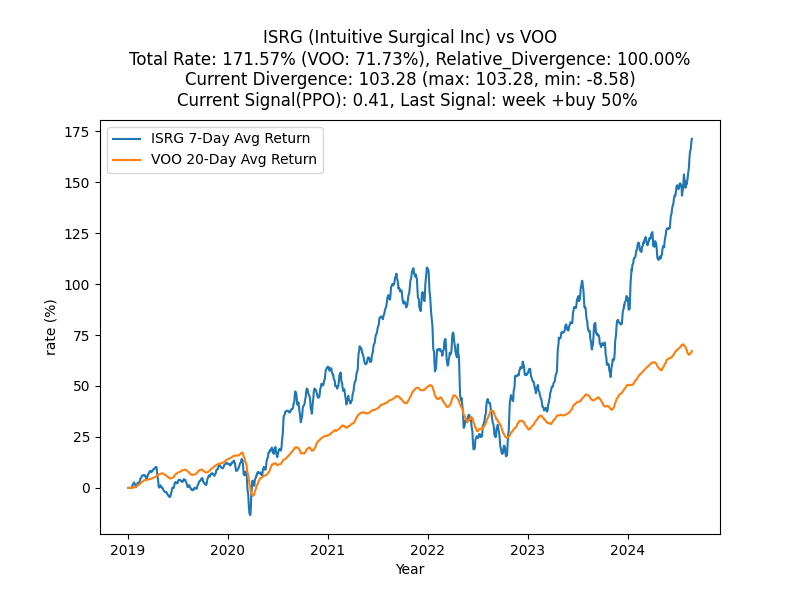 ISRG (Intuitive Surgical Inc) vs VOO
Total Rate: 171.57% (VOO: 71.73%), Relative_Divergence: 100.00%
Current Divergence: 103.28 (max: 103.28, min: -8.58)
Current Signal(PPO): 0.41, Last Signal: week +buy 50%
ISRG 7-Day Avg Return
VOO 20-Day Avg Return
175
150
125
100
75
50
25
0
rate (%)
2019 2020 2021 2022 2023 2024
Year